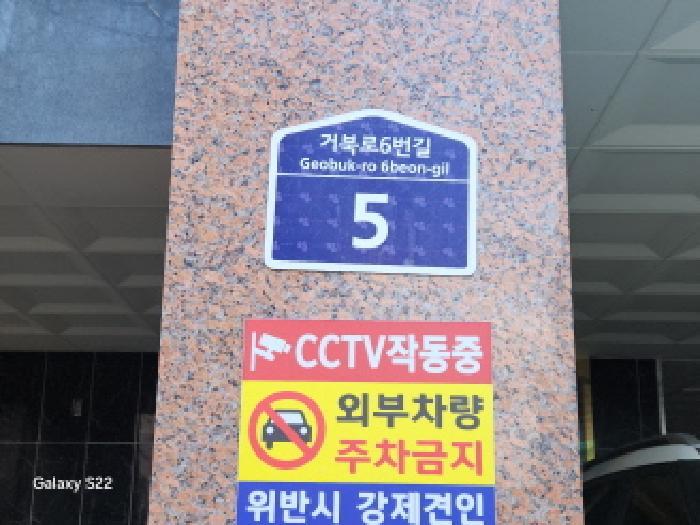 거북로6번길
Geobuk-ro 6beon-gil
5
CCTV작동중
외부차량
주차금지
위반시 강제견인
Galaxy S22